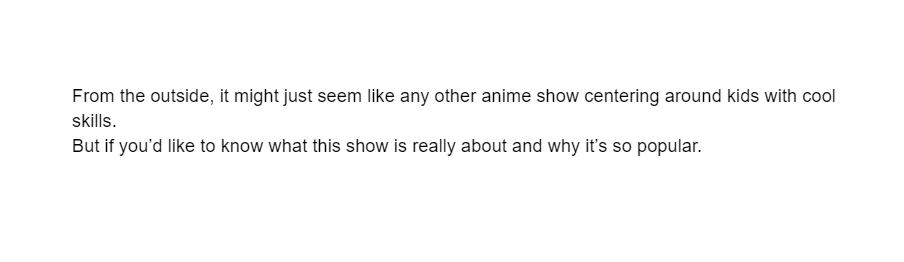 From the outside, it might just seem like any other anime show centering around kids with cool
skills.
But if you’d like to know what this show is really about and why it’s so popular.